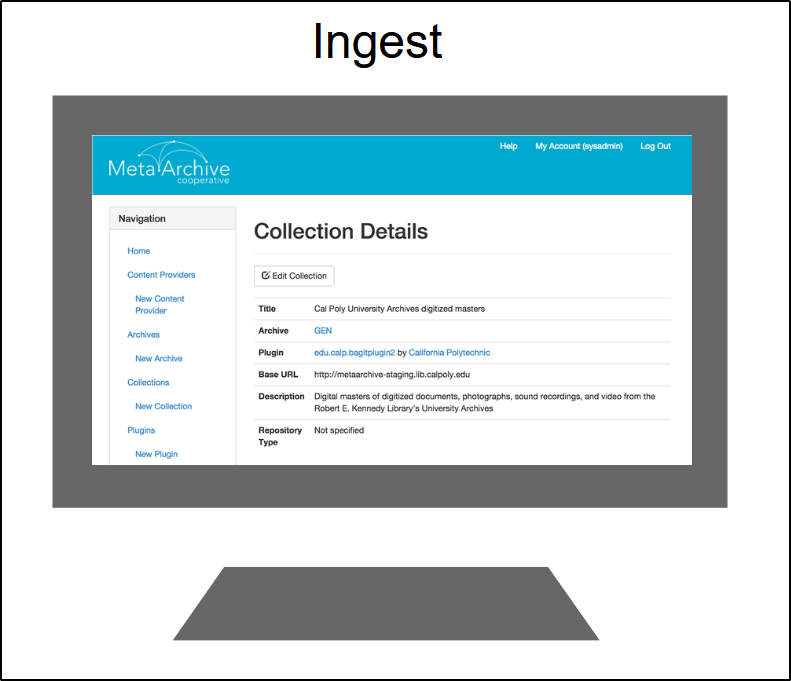 Ingest
MetaArchive
cooperative
Help My Account (sysadmin) Log Out
Navigation
Home
Content Providers
New Content
Provider
Archives
New Archive
Collections
New Collection
Plugins
New Plugin
Collection Details
Edit Collection
Title Cal Poly University Archives digitized masters
Archive GEN
Plugin edu.calp.bagitplugin2 by California Polytechnic
Base URL http://metaarchive-staging.lib.calpoly.edu
Description Digital masters of digitized documents, photographs, sound recordings, and video from the
Robert E. Kennedy Library's University Archives
Repository Not specified
Type